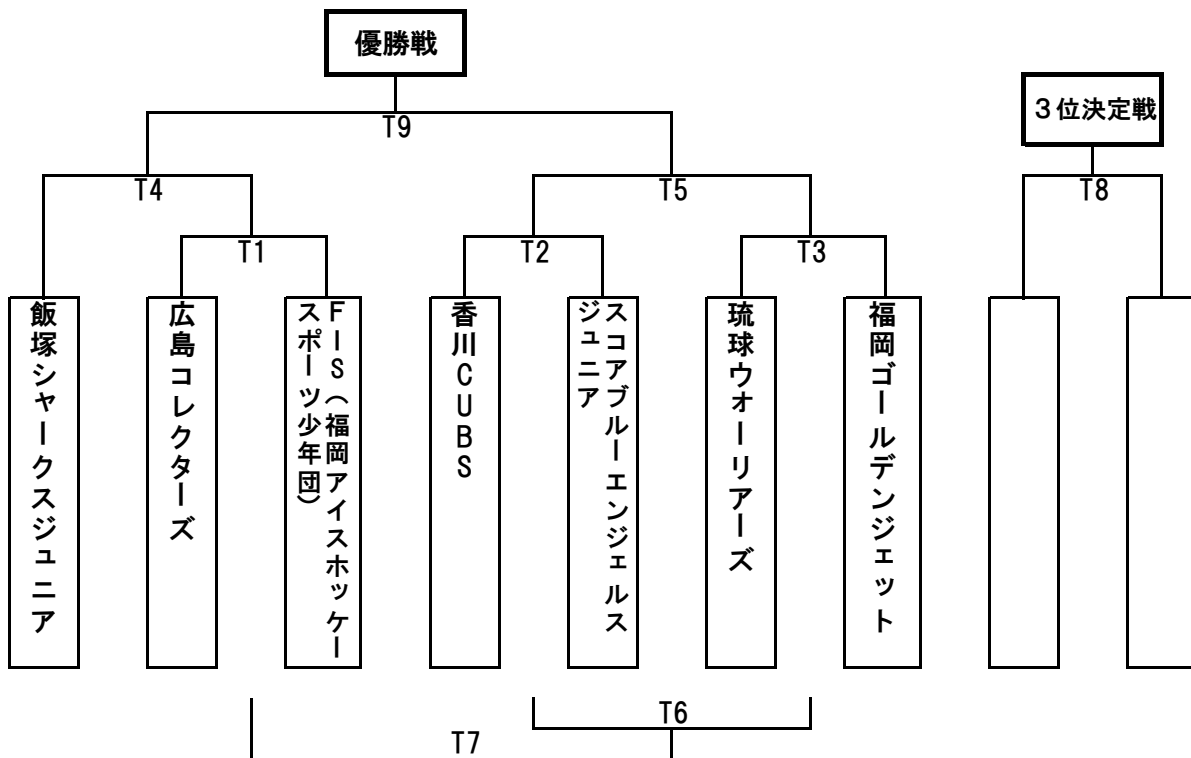 優勝戦
３位決定戦
T9
T4
T5
T8
T1
T2
T3
飯塚シャークスジュニア
広島コレクターズ
FIS（福岡アイスホッケー
スポーツ少年団）
香川CUBS
スコアブルーエンジェルス
ジュニア
琉球ウォーリアーズ
福岡ゴールデンジェット
T6
T7